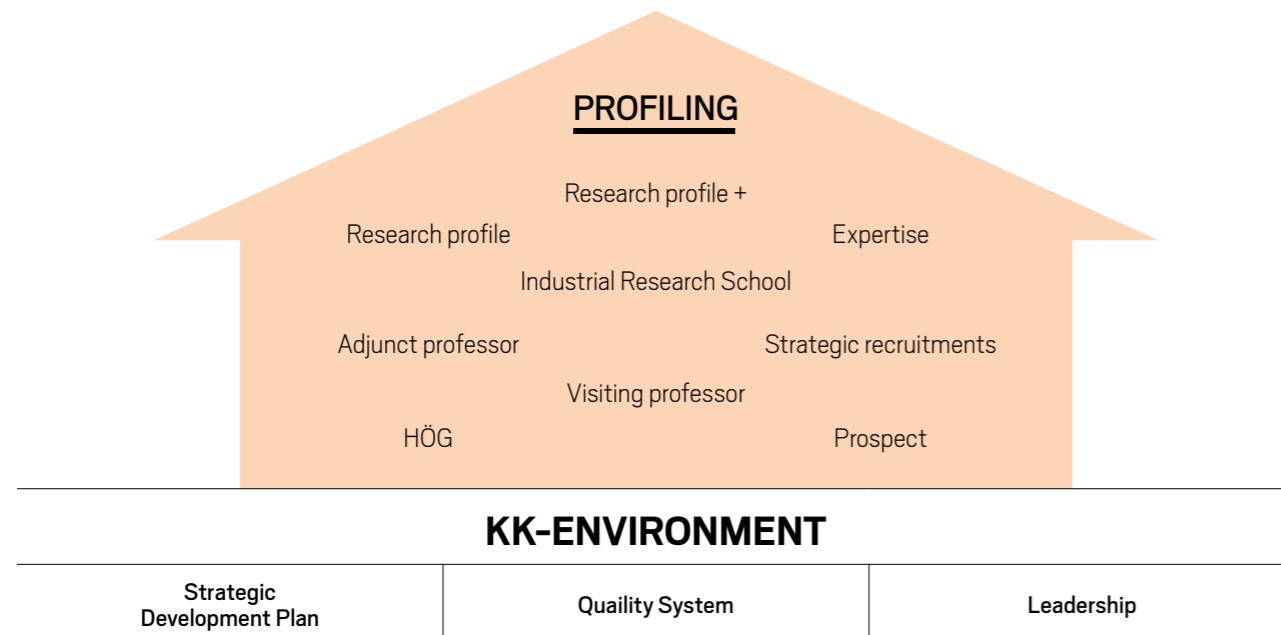 PROFILING
Research profile +
Research profile
Expertise
Industrial Research School
Adjunct professor
Strategic recruitments
Visiting professor
HÖG
Prospect
KK-ENVIRONMENT
Strategic
Development Plan
Quaility System
Leadership